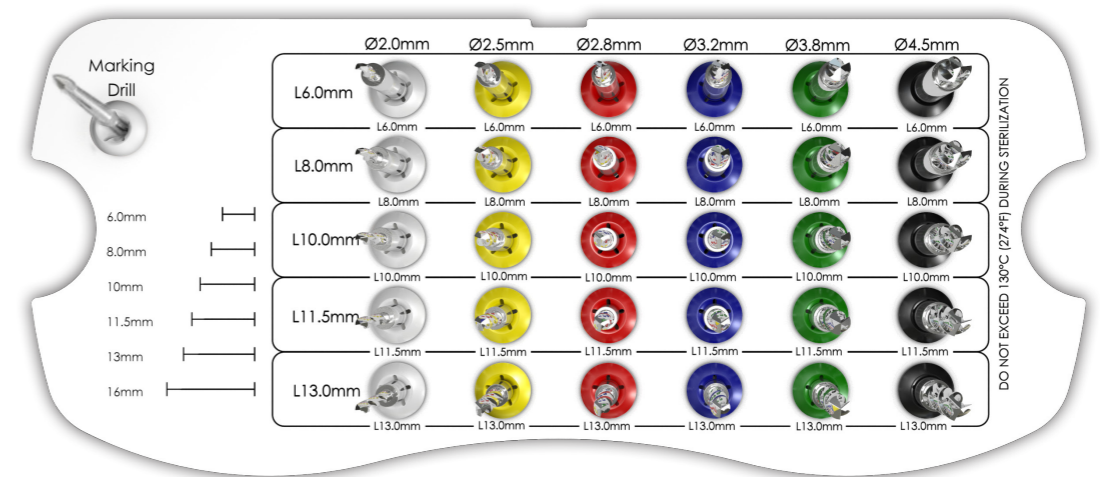 Marking
Drill
Ø2.0mm Ø2.5mm Ø2.8mm Ø3.2mm Ø3.8mm Ø4.5mm
L6.0mm
L6.0mm L6.0mm L6.0mm L6.0mm L6.0mm L6.0mm
L8.0mm
L8.0mm L8.0mm L8.0mm L8.0mm L8.0mm L8.0mm
L10.0mm
L10.0mm L10.0mm L10.0mm L10.0mm L10.0mm L10.0mm
L11.5mm
L11.5mm L11.5mm L11.5mm L11.5mm L11.5mm L11.5mm
L13.0mm
L13.0mm L13.0mm L13.0mm L13.0mm L13.0mm L13.0mm
6.0mm
8.0mm
10mm
11.5mm
13mm
16mm
DO NOT EXCEED 130ºC (274ºF) DURING STERILIZATION